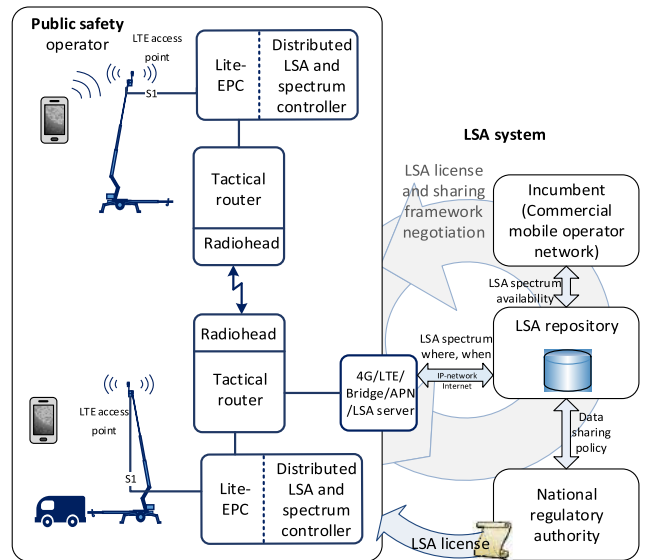 Public safety
operator
LTE access
point
S1
Lite-
EPC
Distributed
LSA and
spectrum
controller
Tactical
router
Radiohead
Radiohead
Tactical
router
LTE access
point
S1
Lite-
EPC
Distributed
LSA and
spectrum
controller
4G/LTE/
Bridge/APN
/LSA server
LSA system
LSA license
and sharing
framework
negotiation
Incumbent
(Commercial
mobile operator
network)
LSA spectrum
availability
LSA repository
LSA spectrum
where, when
IP-network
Internet
Data
sharing
policy
National
regulatory
authority
LSA license